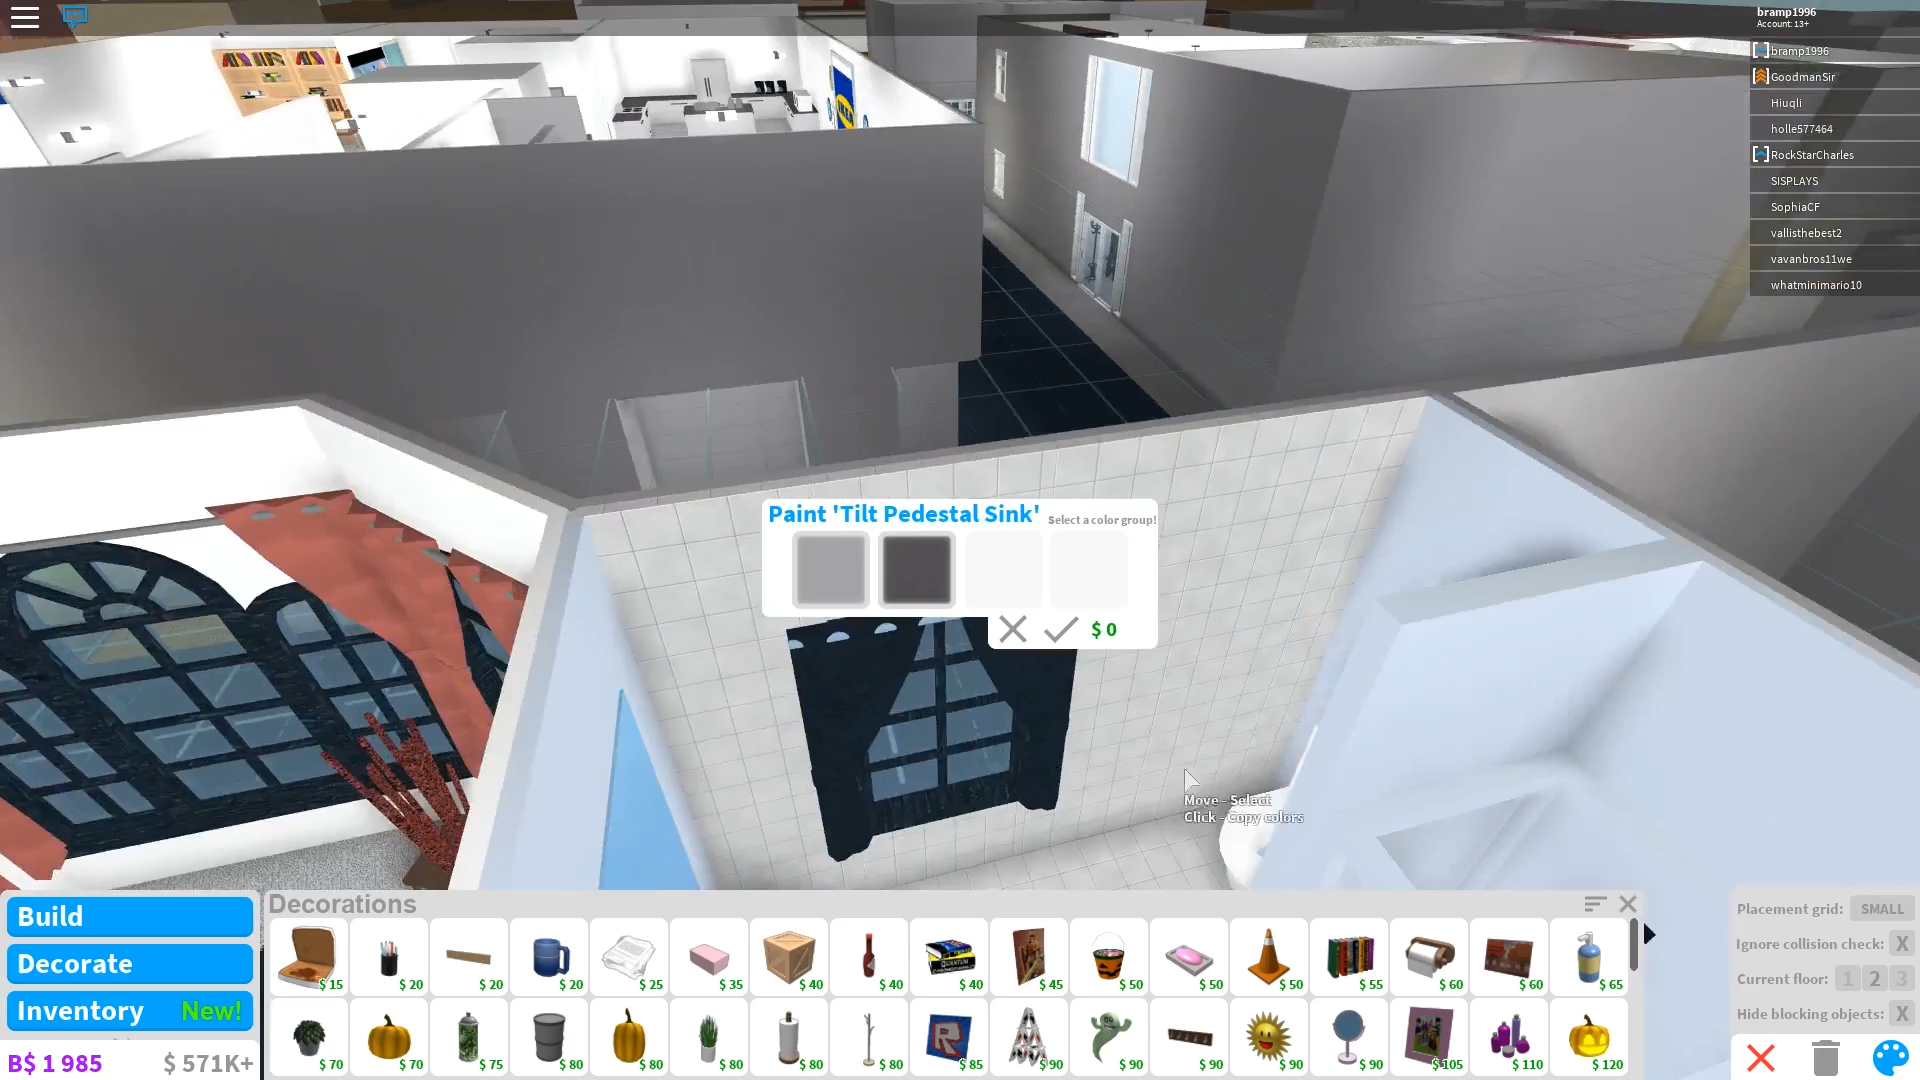 bramp1996
Account: 13+
bramp1996
GoodmanSir
Hiuqli
holle577464
RockStarCharles
SISPLAYS
SophiaCF
vallisthebest2
vavanbros11we
whatminimario10
Paint 'Tilt Pedestal Sink' Select a color group!
$ 0
Move - Select
Click - Copy colors
Build
Decorate
Inventory New!
B$ 1 985 $ 571K+
Decorations
$ 15 $ 20 $ 20 $ 20 $ 25 $ 35 $ 40 $ 40 $ 40 $ 45 $ 50 $ 50 $ 50 $ 55 $ 60 $ 60 $ 65
$ 70 $ 70 $ 75 $ 80 $ 80 $ 80 $ 80 $ 80 $ 85 $ 90 $ 90 $ 90 $ 90 $ 90 $ 105 $ 110 $ 120
Placement grid: SMALL
Ignore collision check: X
Current floor: 1 2 3
Hide blocking objects: X